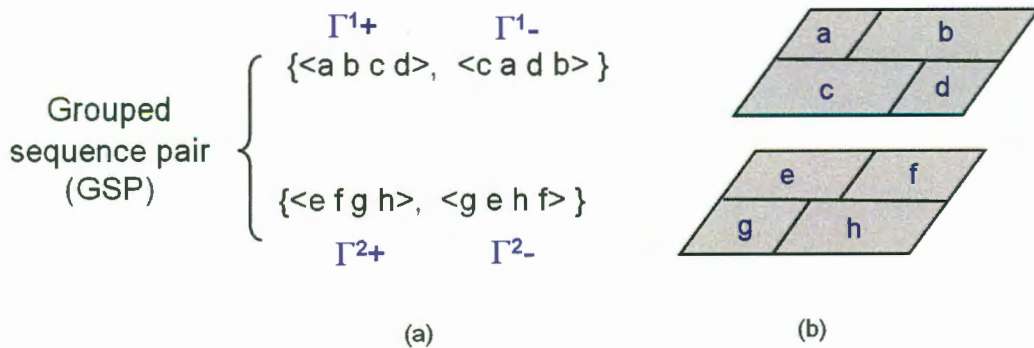 Γ1+ Γ1-
{<a b c d>, <c a d b> }
Grouped
sequence pair
(GSP)
{<e f g h>, <g e h f> }
Γ2+ Γ2-
(a)
a b
c d
e f
g h
(b)